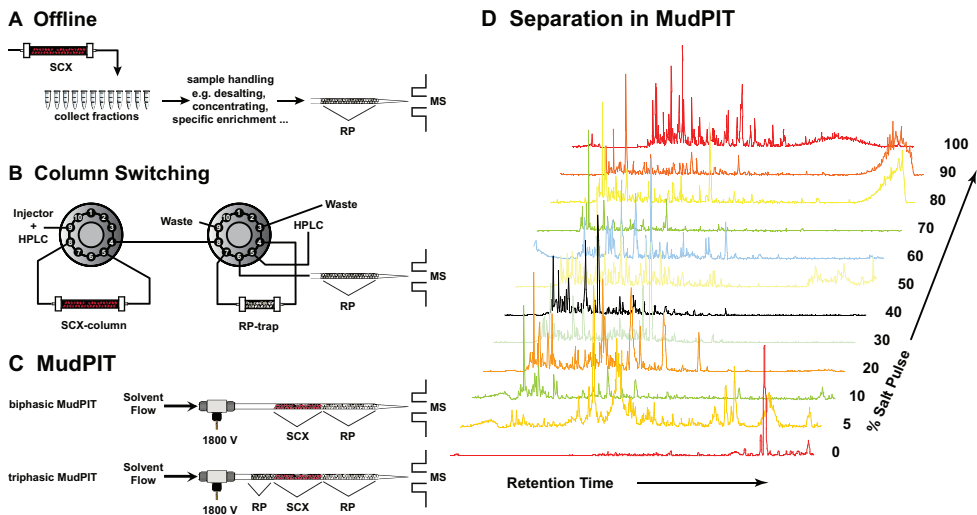 A Offline
SCX
collect fractions
sample handling
e.g. desalting,
concentrating,
specific enrichment ...
RP
MS
B Column Switching
Injector
+
HPLC
SCX-column
Waste
Waste
HPLC
RP-trap
RP
MS
C MudPIT
biphasic MudPIT
Solvent
Flow
1800 V
SCX
RP
MS
triphasic MudPIT
Solvent
Flow
1800 V
RP
SCX
RP
MS
D Separation in MudPIT
100
90
80
70
60
50
40
30
20
10
5
0
% Salt Pulse
Retention Time